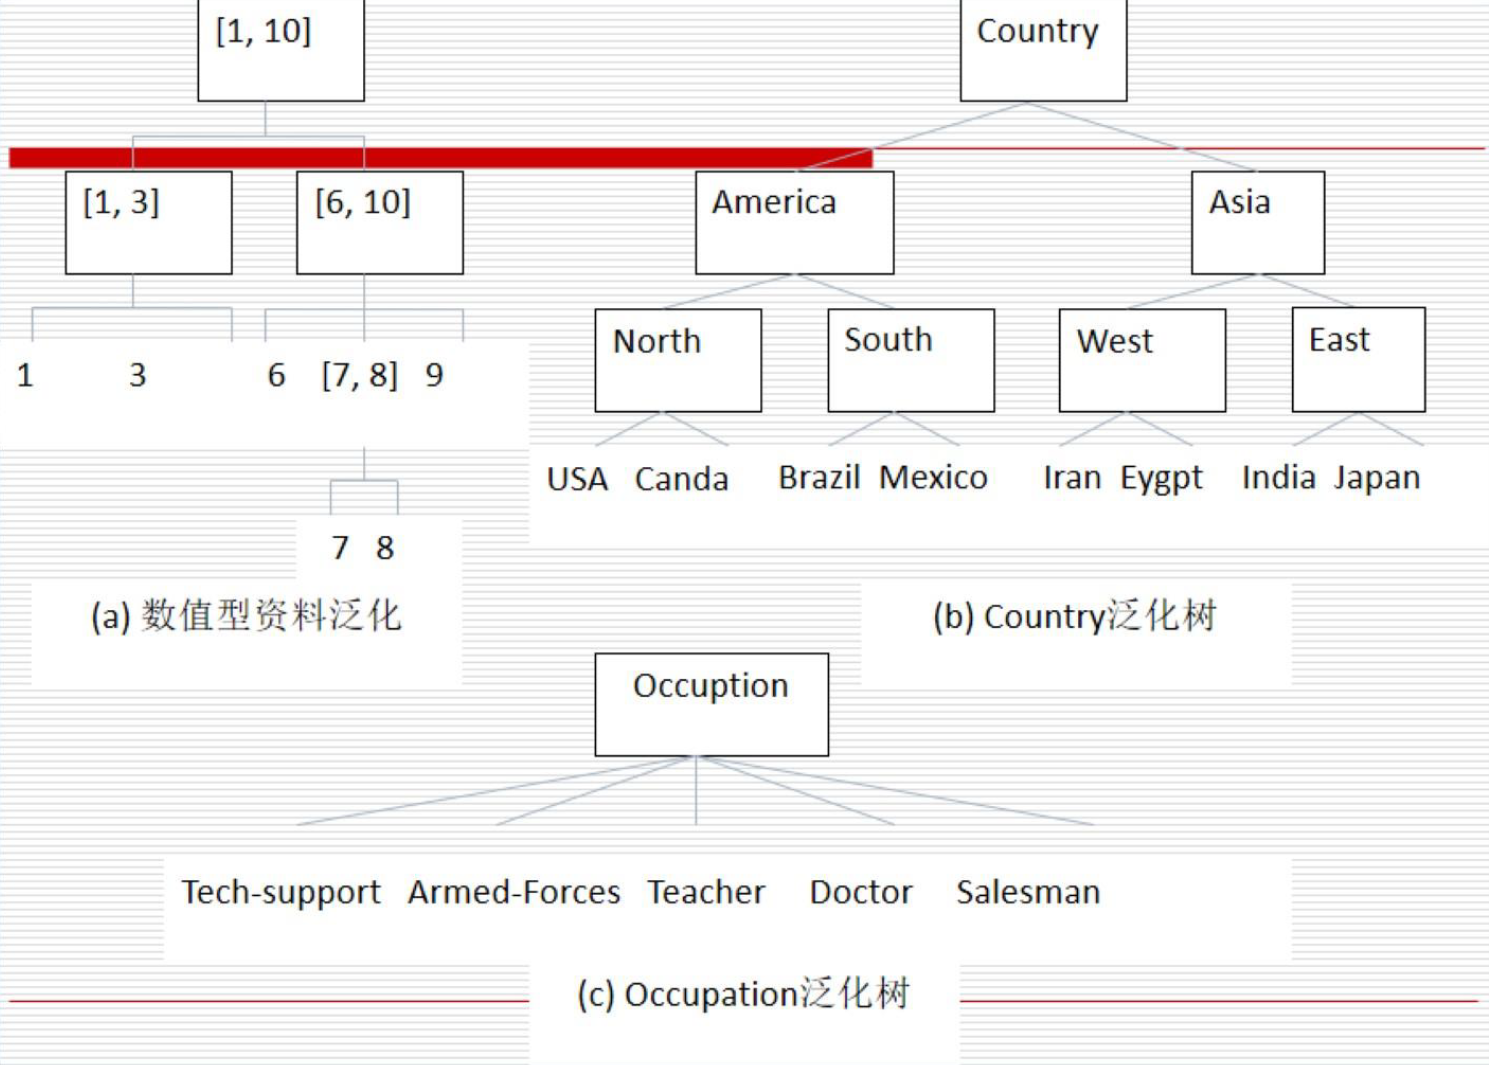 [1, 10]
Country
[1, 3]
[6, 10]
America
Asia
North
South
West
East
1 3 6 [7, 8] 9
USA Canda Brazil Mexico Iran Eygpt India Japan
7 8
(a) 数值型资料泛化
(b) Country泛化树
Occuption
Tech-support Armed-Forces Teacher Doctor Salesman
(c) Occupation泛化树